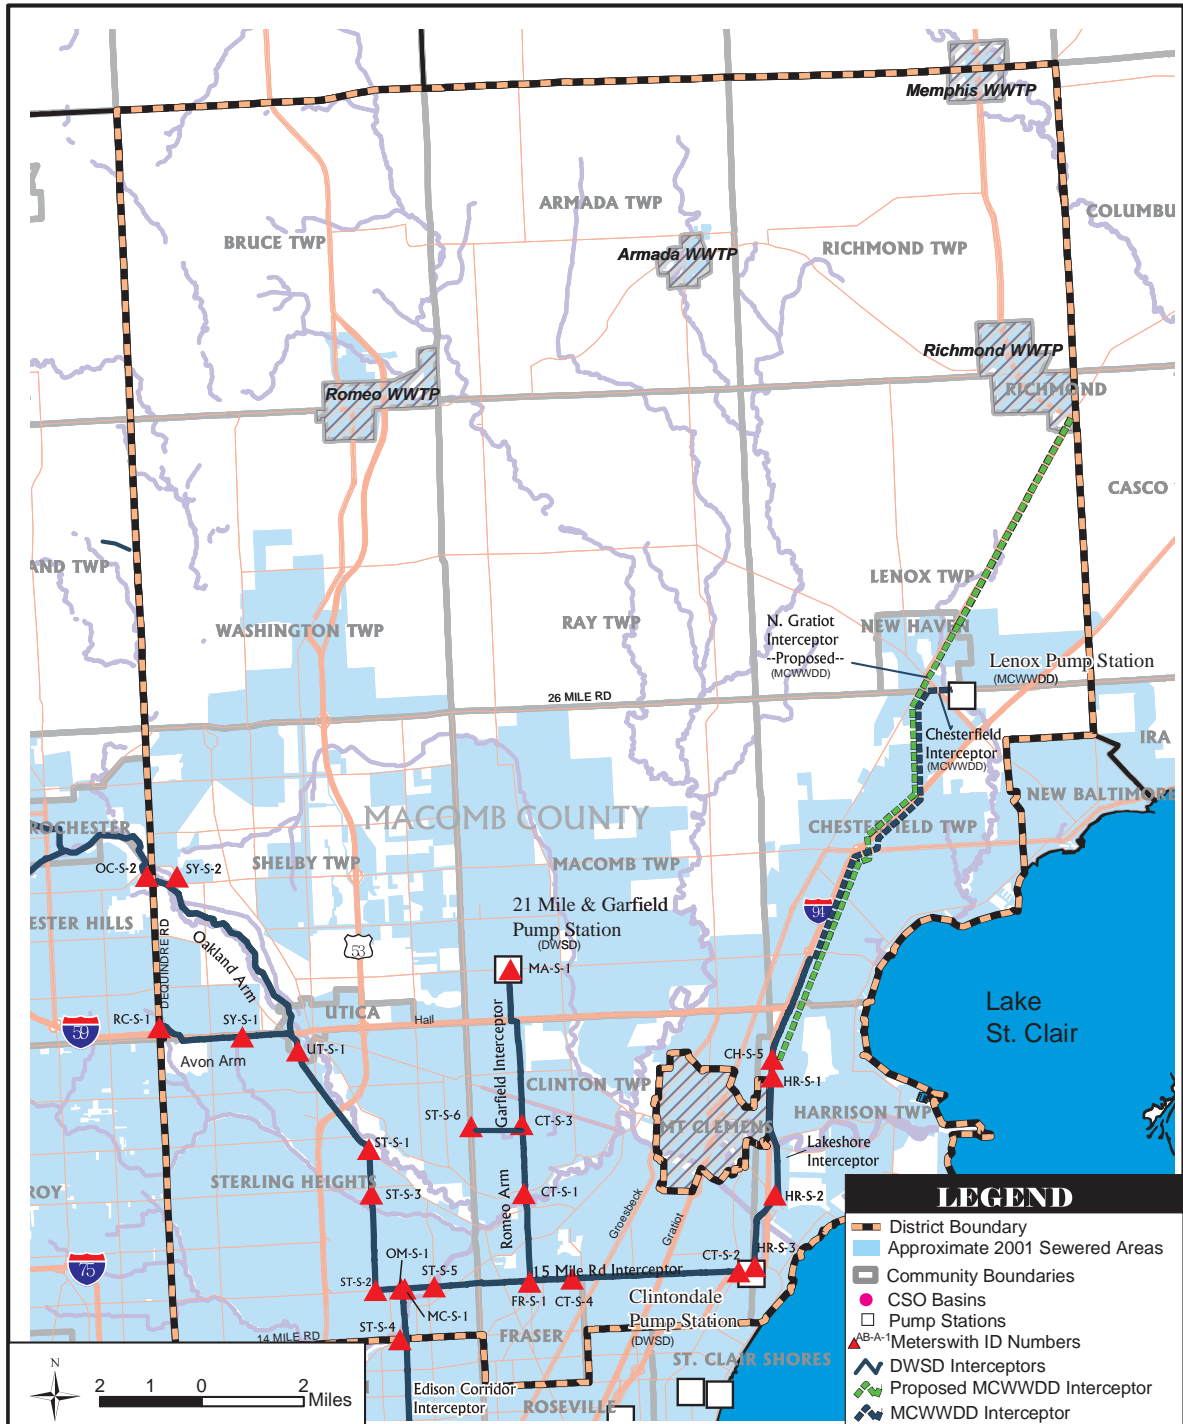 Memphis WWTP
ARMADA TWP
COLUMBU
BRUCE TWP
RICHMOND TWP
Armada WWTP
Richmond WWTP
Romeo WWTP
RICHMOND
CASCO
AND TWP
LENOX TWP
N. Gratiot
Interceptor
--Proposed--
(MCWWDD)
NEW HAVEN
WASHINGTON TWP
RAY TWP
Lenox Pump Station
(MCWWDD)
26 MILE RD
Chesterfield
Interceptor
(MCWWDD)
IRA
NEW BALTIMORE
MACOMB COUNTY
ROCHESTER
CHESTERFIELD TWP
SHELBY TWP
MACOMB TWP
OC-S-2
SY-S-2
21 Mile & Garfield
Pump Station
(DWSD)
94
ESTER HILLS
DEQUINDRE RD
Oakland Arm
53
MA-S-1
Lake
St. Clair
UTICA
Hall
RC-S-1
SY-S-1
59
Avon Arm
UT-S-1
Garfield Interceptor
CH-S-5
HR-S-1
CLINTON TWP
HARRISON TWP
ST-S-6
CT-S-3
MT CLEMENS
Lakeshore
Interceptor
ST-S-1
STERLING HEIGHTS
ST-S-3
ROY
Romeo Arm
CT-S-1
Groesbeck
Gratiot
HR-S-2
75
OM-S-1
ST-S-5
ST-S-2
MC-S-1
15 Mile Rd Interceptor
CT-S-2
HR-S-3
FR-S-1
CT-S-4
Clintondale
Pump Station
(DWSD)
14 MILE RD
ST-S-4
FRASER
ST. CLAIR SHORES
Edison Corridor
Interceptor
ROSEVILLE
N
2 1 0 2 Miles
LEGEND
District Boundary
Approximate 2001 Sewered Areas
Community Boundaries
CSO Basins
Pump Stations
AB-A-1 Meterswith ID Numbers
DWSD Interceptors
Proposed MCWWDD Interceptor
MCWWDD Interceptor